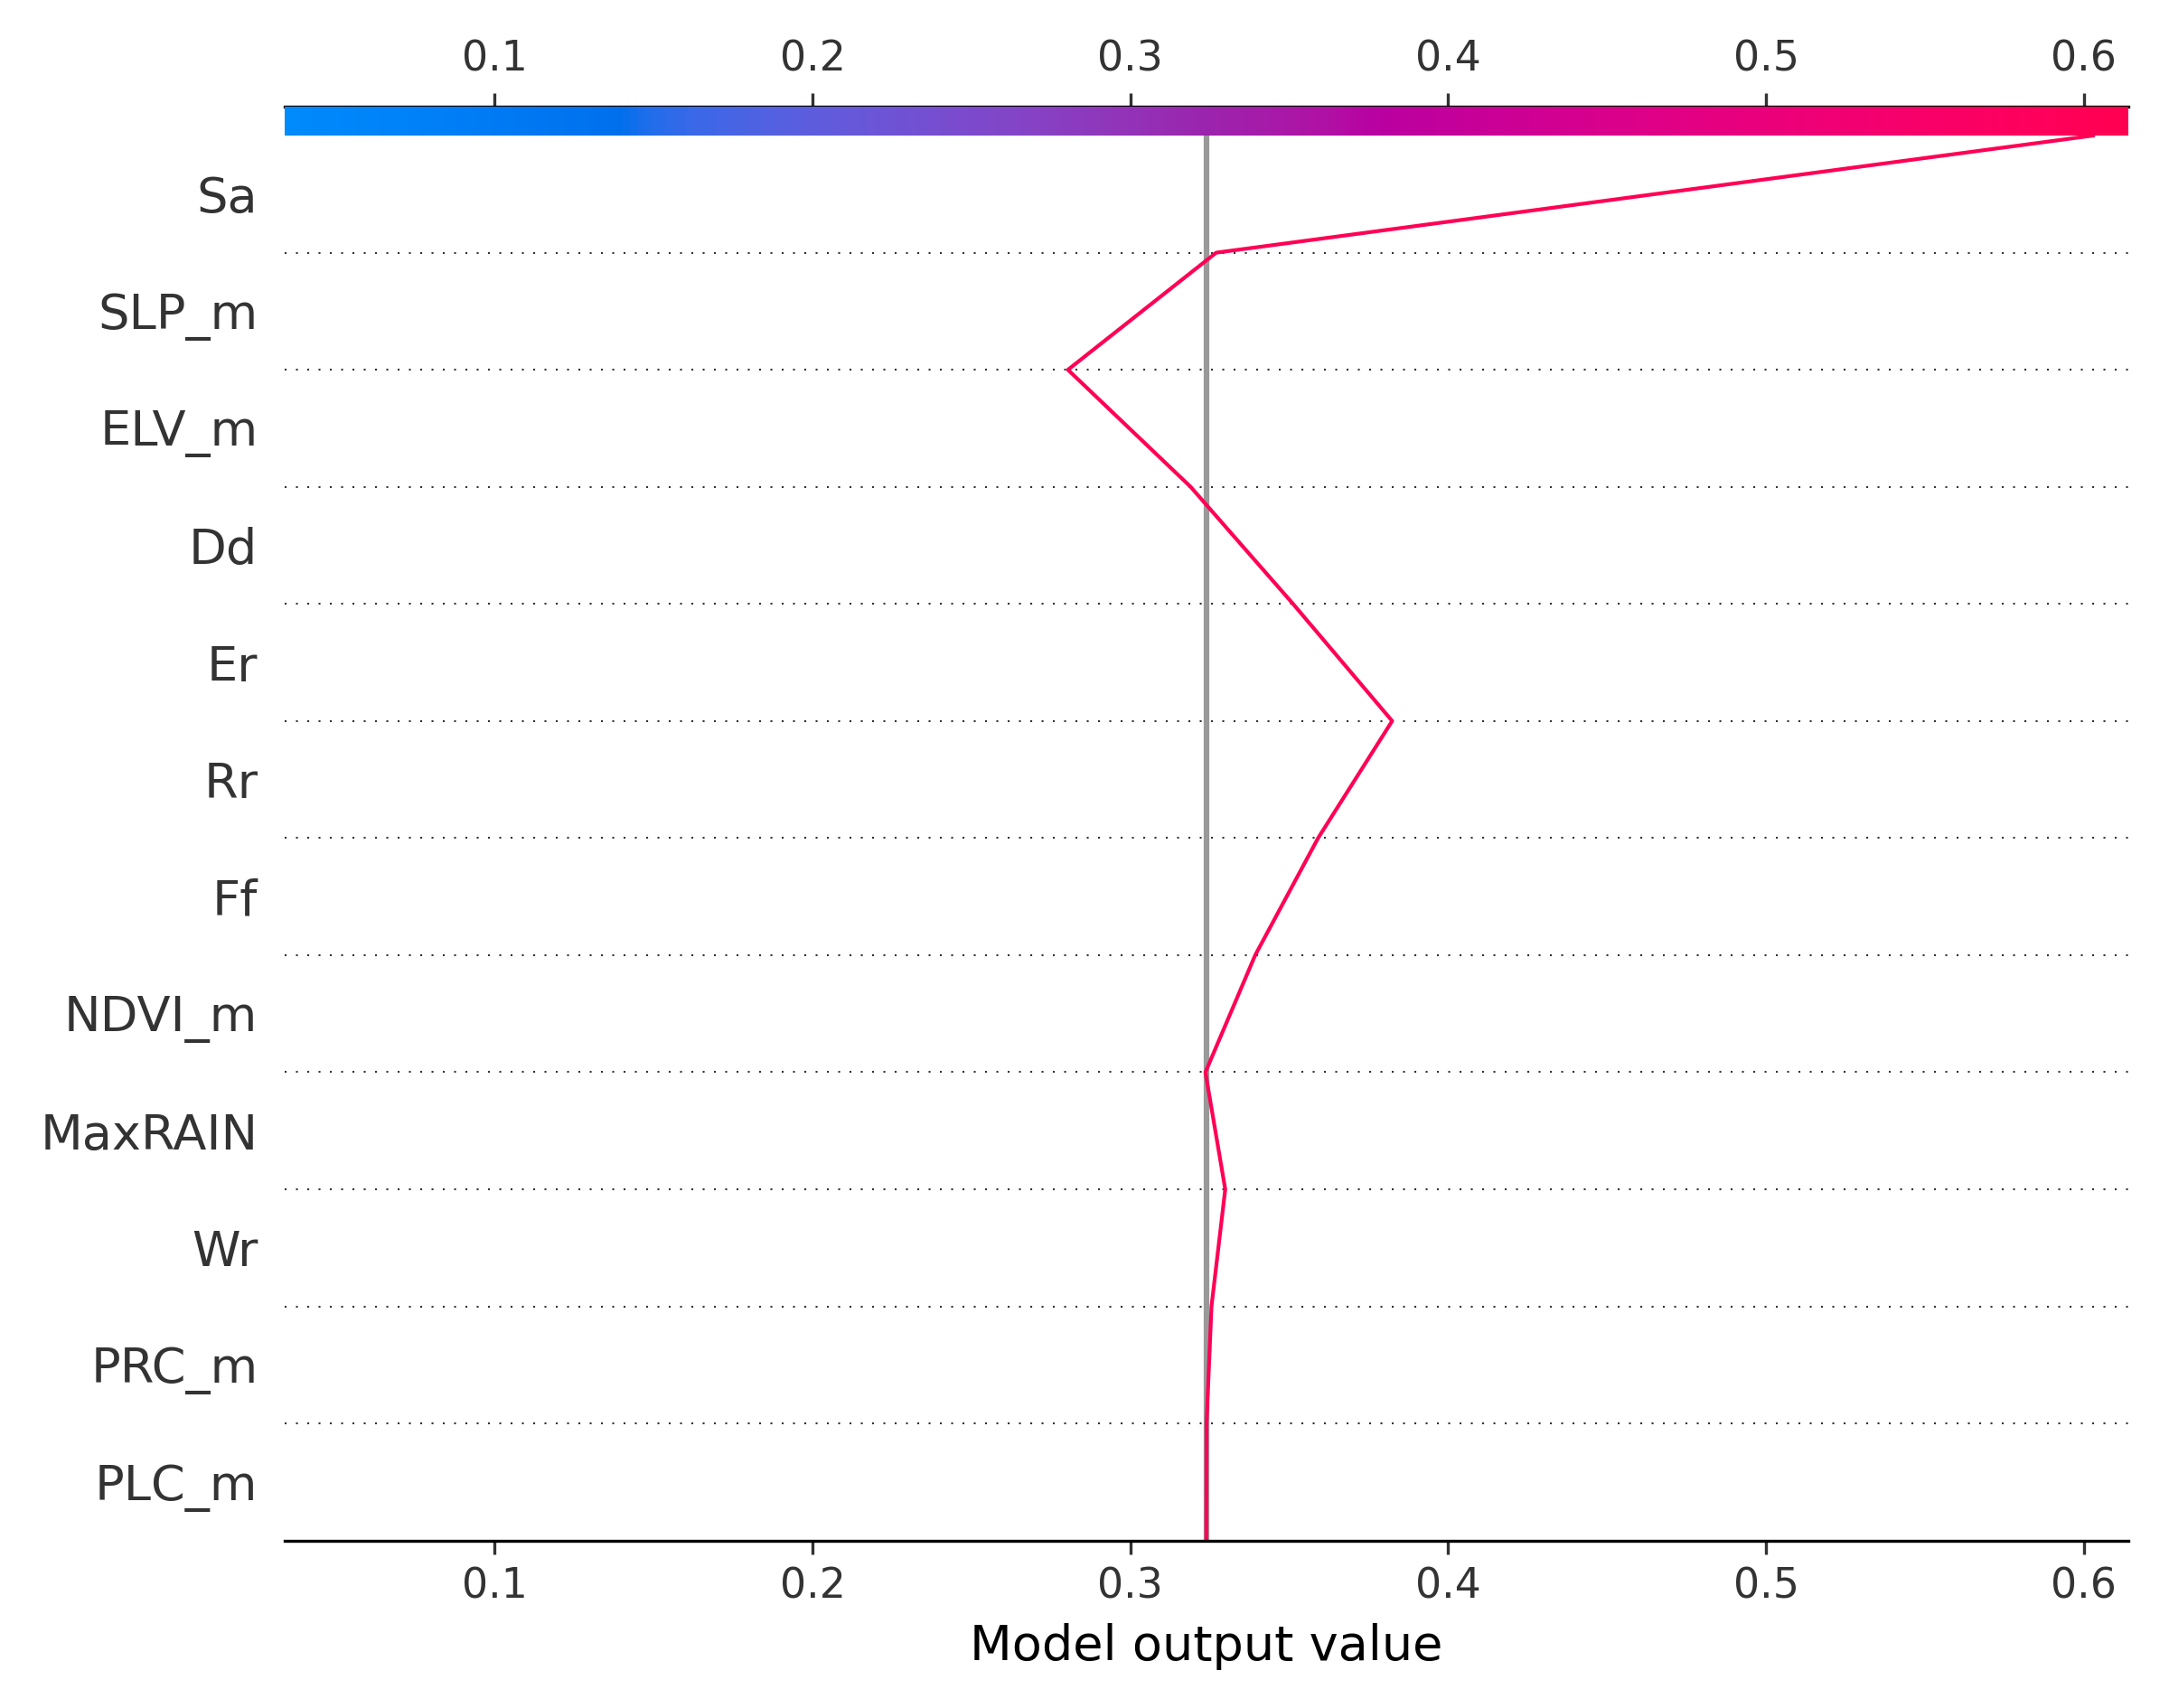 0.1 0.2 0.3 0.4 0.5 0.6
Sa
SLP_m
ELV_m
Dd
Er
Rr
Ff
NDVI_m
MaxRAIN
Wr
PRC_m
PLC_m
0.1 0.2 0.3 0.4 0.5 0.6
Model output value